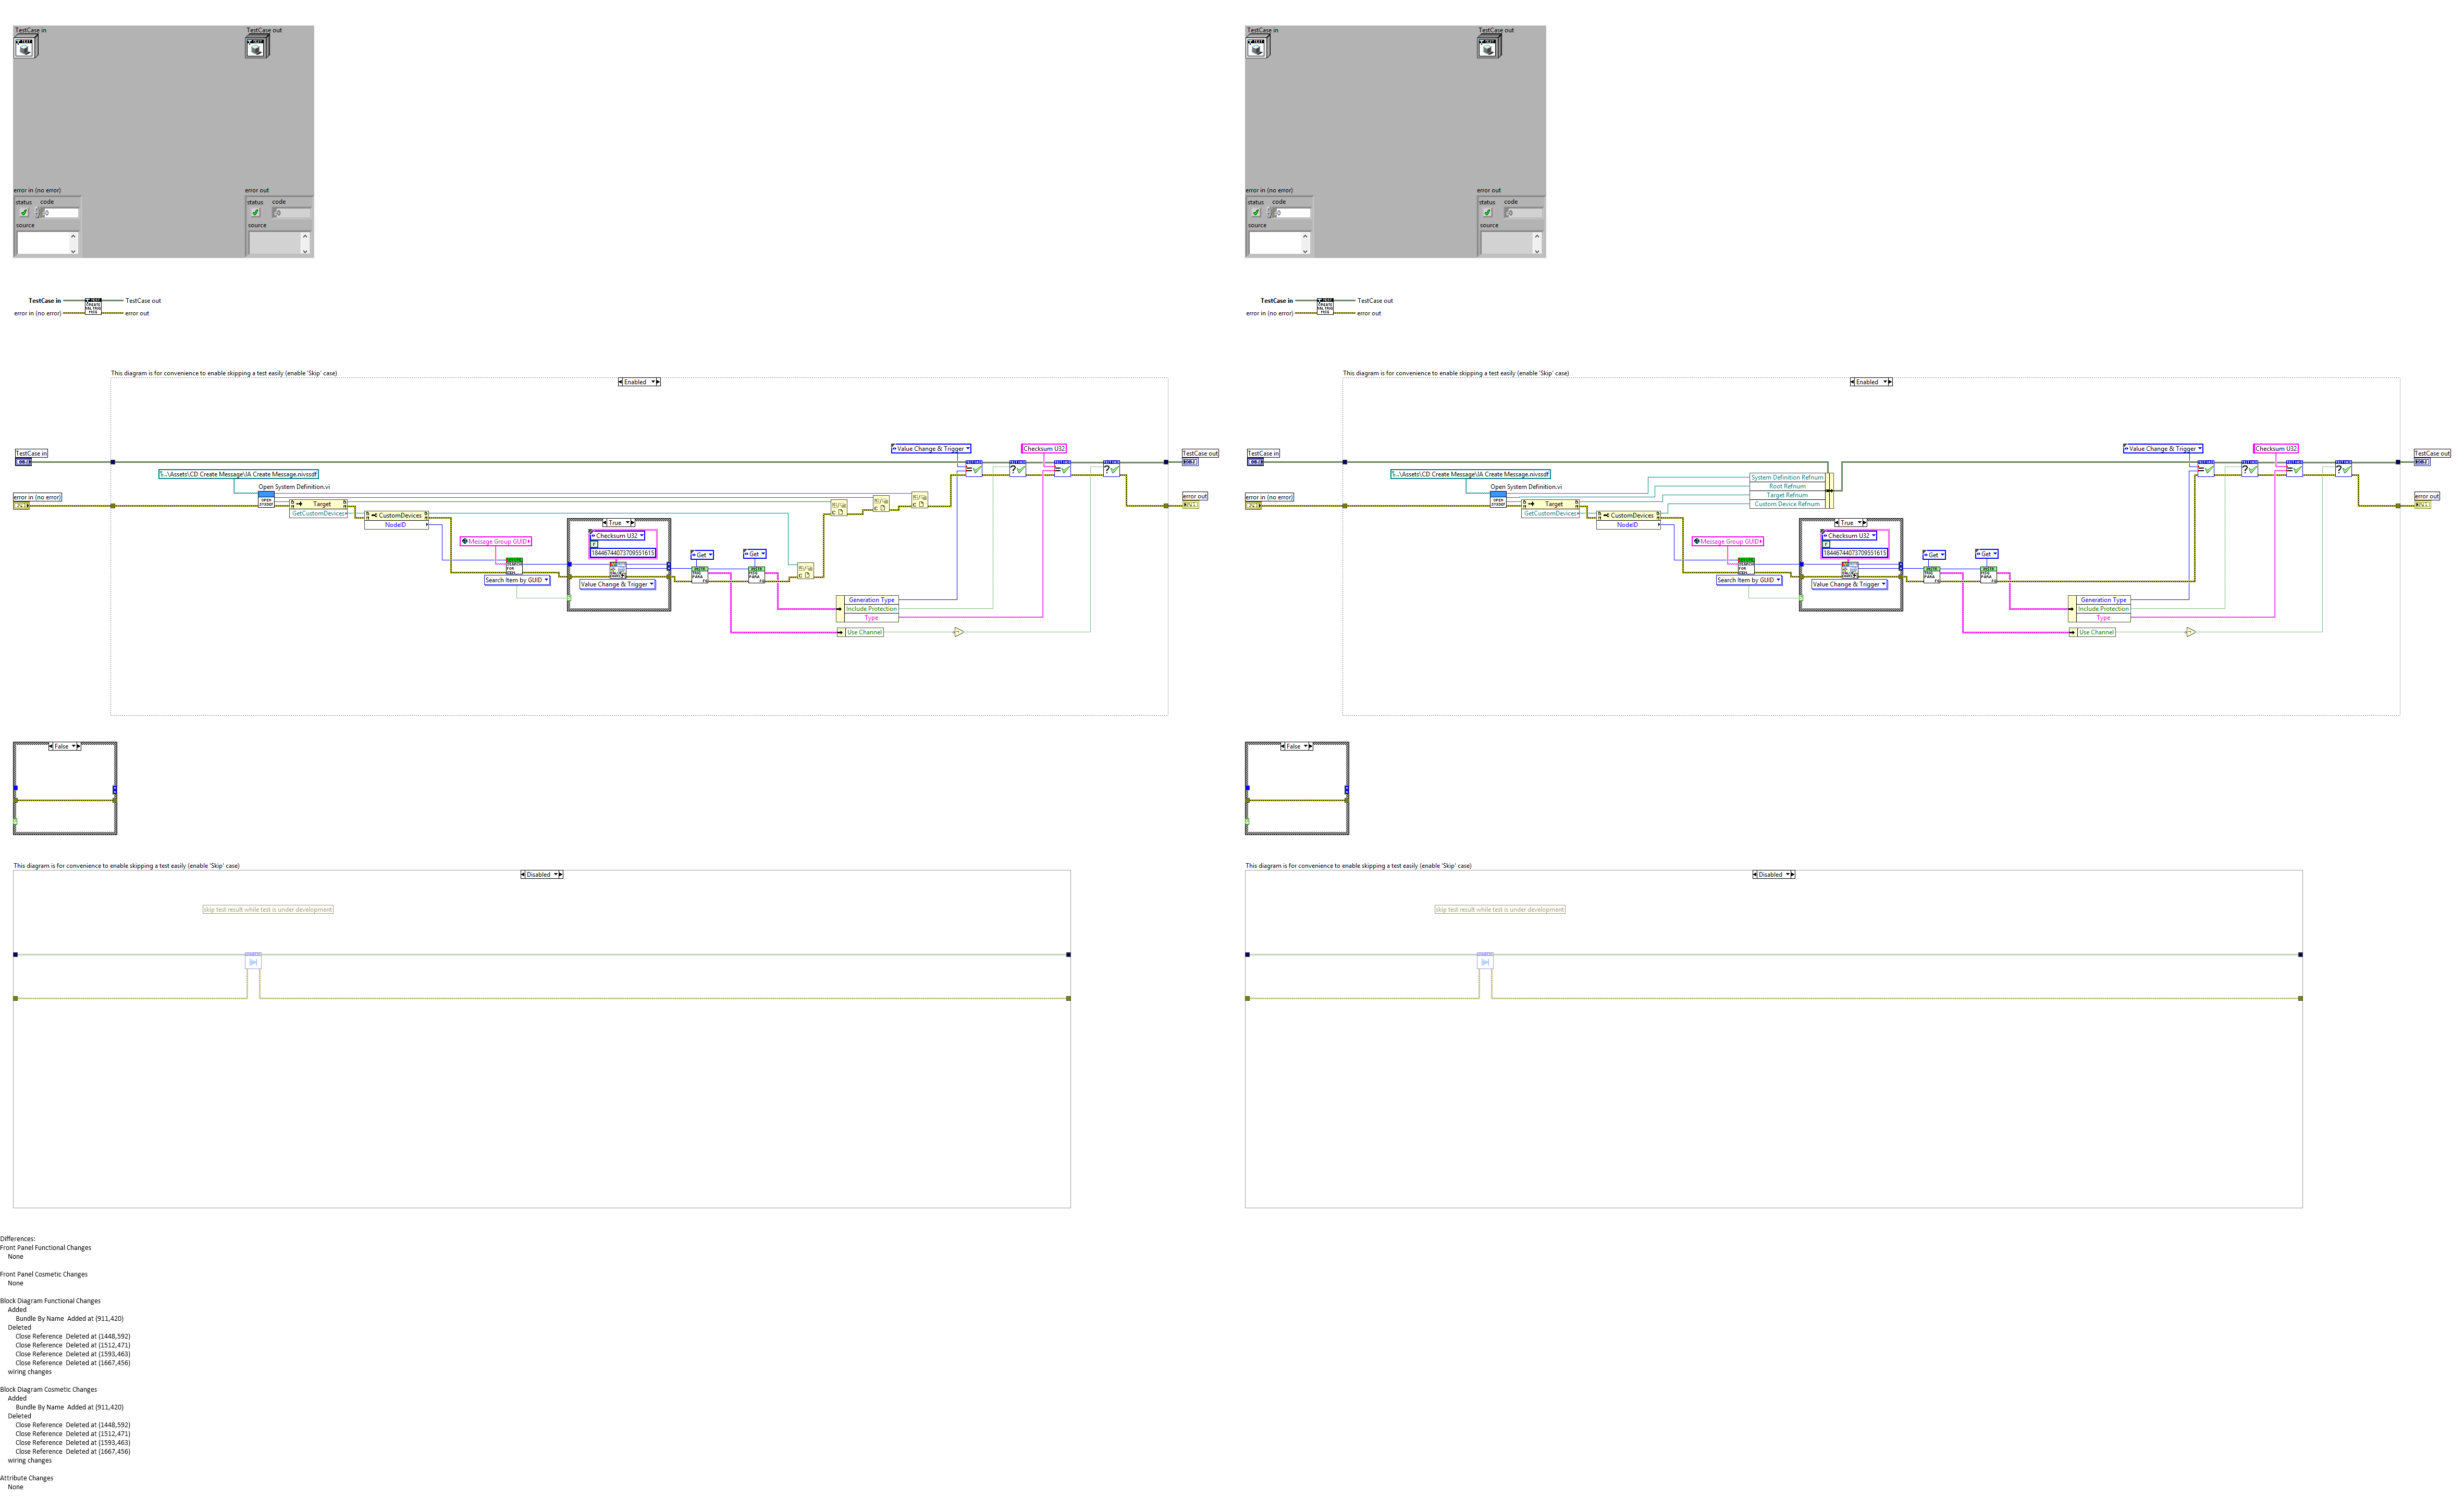 TestCase in
TestCase out
error in (no error)
error out
status
code
0
source
status
code
0
source
TestCase in
TestCase out
error in (no error)
error out
status
code
0
source
status
code
0
source
TestCase in
TestCase out
error in (no error)
error out
TestCase in
TestCase out
error in (no error)
error out
This diagram is for convenience to enable skipping a test easily (enable 'Skip' case)
Enabled
Value Change & Trigger
Checksum U32
TestCase in
TestCase out
..\Assets\CD Create Message\IA Create Message.nivssdf
Open System Definition.vi
error in (no error)
error out
Target
GetCustomDevices
CustomDevices
NodeID
True
Checksum U32
F
18446744073709551615
Message Group GUID
Get
Get
Search Item by GUID
Value Change & Trigger
Generation Type
Include Protection
Type
Use Channel
This diagram is for convenience to enable skipping a test easily (enable 'Skip' case)
Enabled
Value Change & Trigger
Checksum U32
TestCase in
TestCase out
..\Assets\CD Create Message\IA Create Message.nivssdf
System Definition Refnum
Root Refnum
Target Refnum
Custom Device Refnum
Open System Definition.vi
error in (no error)
error out
Target
GetCustomDevices
CustomDevices
NodeID
True
Checksum U32
F
18446744073709551615
Message Group GUID
Get
Get
Search Item by GUID
Value Change & Trigger
Generation Type
Include Protection
Type
Use Channel
False
False
This diagram is for convenience to enable skipping a test easily (enable 'Skip' case)
Disabled
skip test result while test is under development
This diagram is for convenience to enable skipping a test easily (enable 'Skip' case)
Disabled
skip test result while test is under development
Differences:
Front Panel Functional Changes
None
Front Panel Cosmetic Changes
None
Block Diagram Functional Changes
Added
Bundle By Name  Added at (911,420)
Deleted
Close Reference  Deleted at (1448,592)
Close Reference  Deleted at (1512,471)
Close Reference  Deleted at (1593,463)
Close Reference  Deleted at (1667,456)
wiring changes
Block Diagram Cosmetic Changes
Added
Bundle By Name  Added at (911,420)
Deleted
Close Reference  Deleted at (1448,592)
Close Reference  Deleted at (1512,471)
Close Reference  Deleted at (1593,463)
Close Reference  Deleted at (1667,456)
wiring changes
Attribute Changes
None